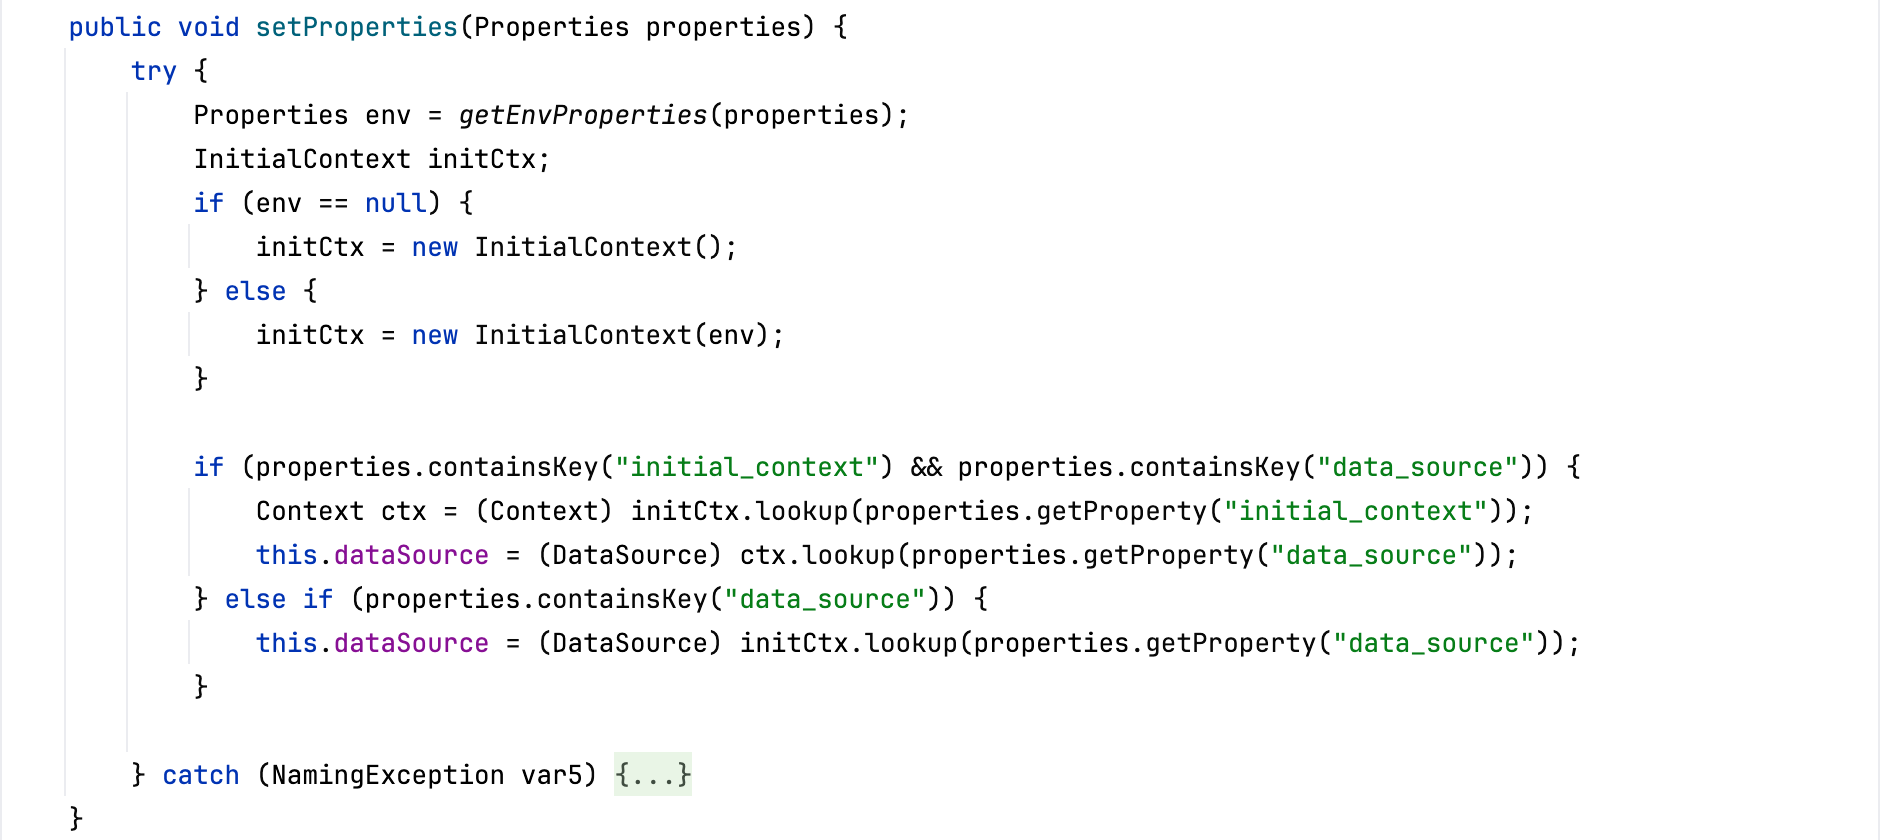 public void setProperties(Properties properties) {
    try {
        Properties env = getEnvProperties(properties);
        InitialContext initCtx;
        if (env == null) {
            initCtx = new InitialContext();
        } else {
            initCtx = new InitialContext(env);
        }

        if (properties.containsKey("initial_context") && properties.containsKey("data_source")) {
            Context ctx = (Context) initCtx.lookup(properties.getProperty("initial_context"));
            this.dataSource = (DataSource) ctx.lookup(properties.getProperty("data_source"));
        } else if (properties.containsKey("data_source")) {
            this.dataSource = (DataSource) initCtx.lookup(properties.getProperty("data_source"));
        }

    } catch (NamingException var5) {...}
}